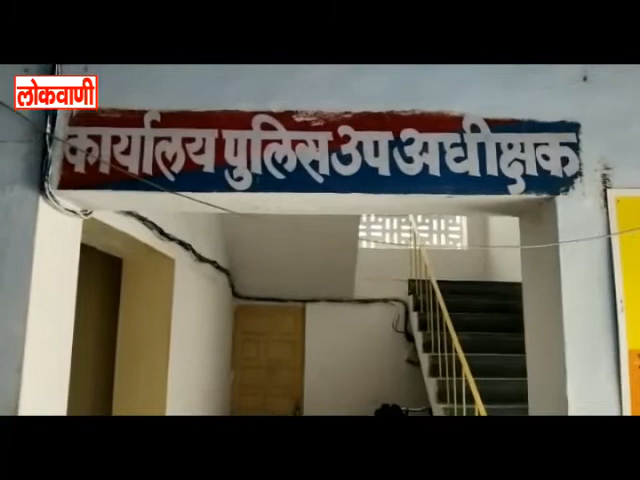 लोकवाणी
कार्यालय पुलिस उप अधीक्षक